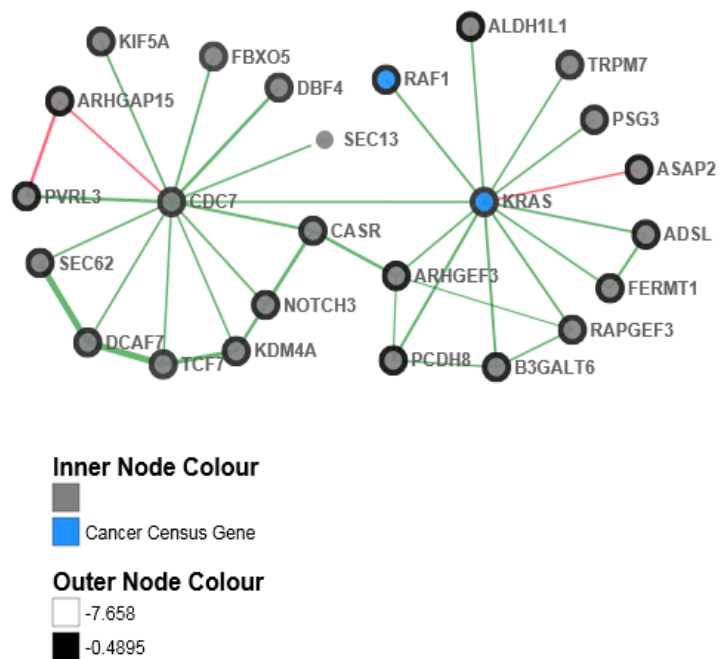 ALDH1L1
KIF5A
FBXO5
TRPM7
RAF1
DBF4
ARHGAP15
PSG3
SEC13
ASAP2
PVRL3
CDC7
KRAS
CASR
ADSL
SEC62
ARHGEF3
FERMT1
NOTCH3
RAPGEF3
DCAF7
KDM4A
TCF7
PCDH8
B3GALT6
Inner Node Colour
Cancer Census Gene
Outer Node Colour
-7.658
-0.4895